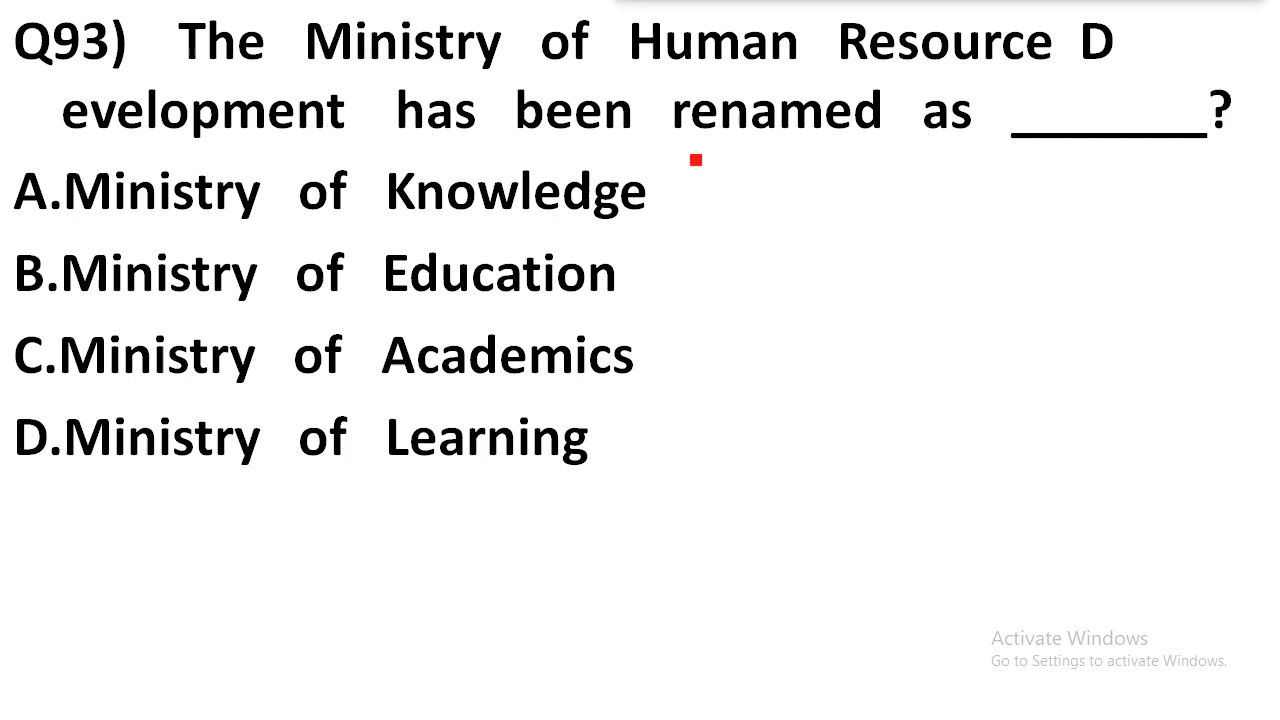 Q93) The Ministry of Human Resource D
evelopment has been renamed as ________?
A.Ministry of Knowledge
B.Ministry of Education
C.Ministry of Academics
D.Ministry of Learning
Activate Windows
Go to Settings to activate Windows.